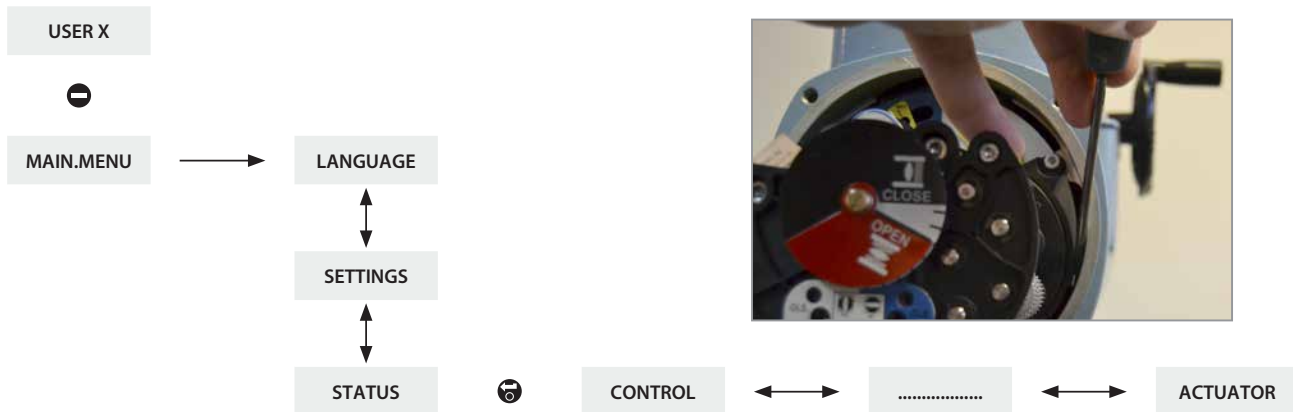 USER X
MAIN.MENU
LANGUAGE
SETTINGS
STATUS
CONTROL
..................
ACTUATOR
CLOSE
OPEN